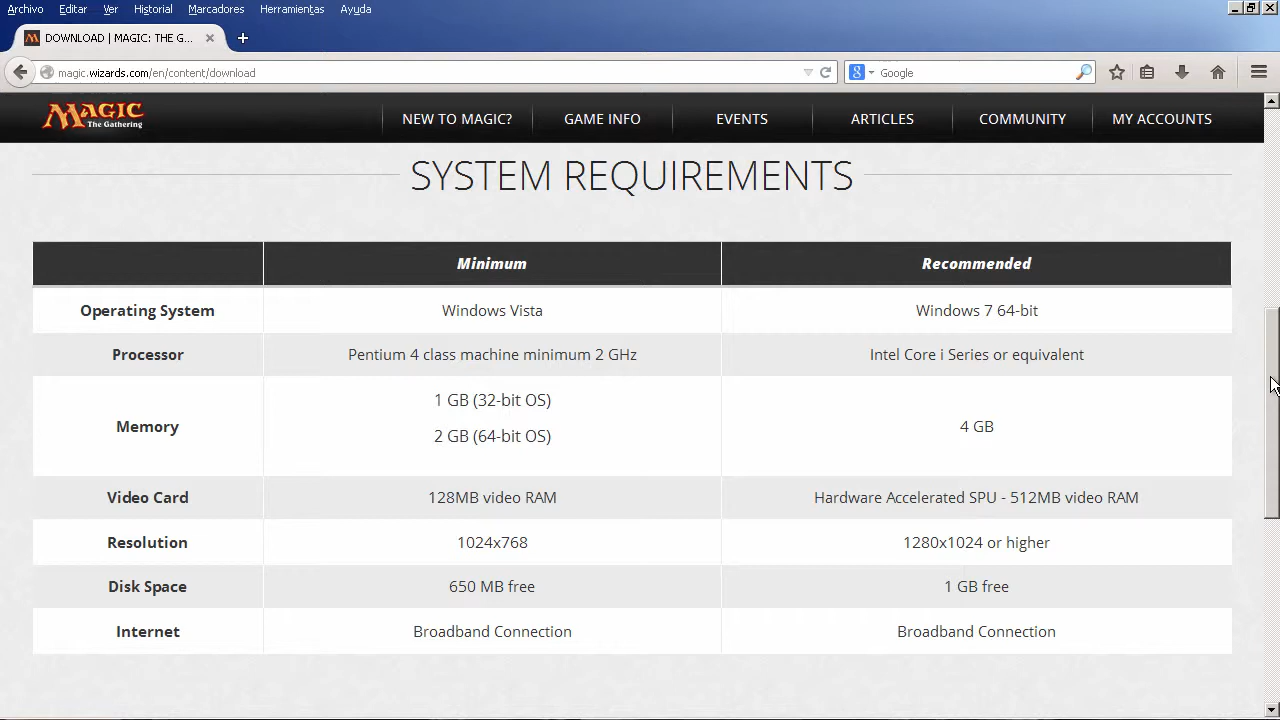 Archivo Editar Ver Historial Marcadores Herramientas Ayuda
DOWNLOAD | MAGIC: THE G...
magic.wizards.com/en/content/download
Google
MAGIC
The Gathering
NEW TO MAGIC? GAME INFO EVENTS ARTICLES COMMUNITY MY ACCOUNTS
SYSTEM REQUIREMENTS
Minimum Recommended
Operating System Windows Vista Windows 7 64-bit
Processor Pentium 4 class machine minimum 2 GHz Intel Core i Series or equivalent
1 GB (32-bit OS)
Memory 4 GB
2 GB (64-bit OS)
Video Card 128MB video RAM Hardware Accelerated SPU - 512MB video RAM
Resolution 1024x768 1280x1024 or higher
Disk Space 650 MB free 1 GB free
Internet Broadband Connection Broadband Connection